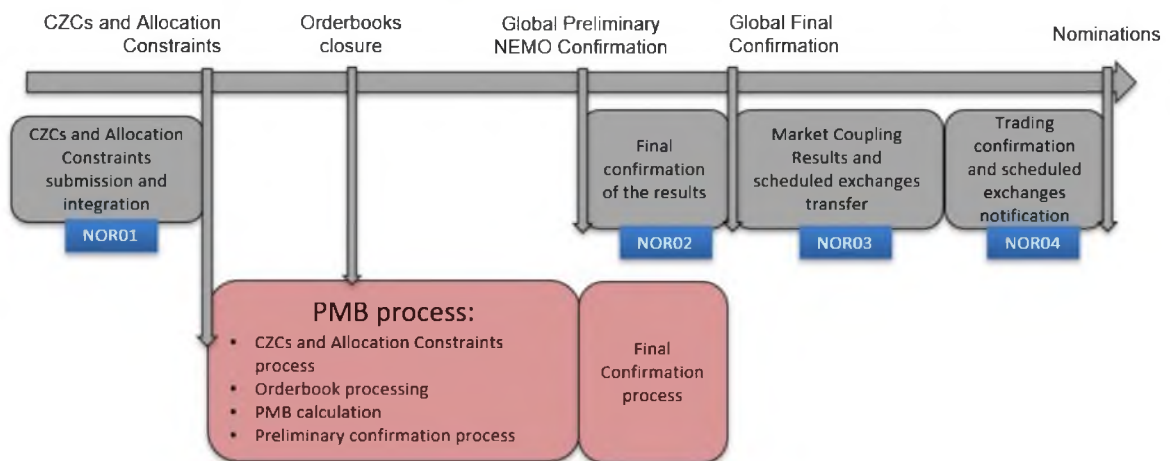 CZCs and Allocation
Constraints
Orderbooks
closure
Global Preliminary
NEMO Confirmation
Global Final
Confirmation
Nominations
CZCs and Allocation
Constraints
submission and
integration
NOR01
Final
confirmation
of the results
NOR02
Market Coupling
Results and
scheduled exchanges
transfer
NOR03
Trading
confirmation
and scheduled
exchanges
notification
NOR04
PMB process:
• CZCs and Allocation Constraints
process
• Orderbook processing
• PMB calculation
• Preliminary confirmation process
Final
Confirmation
process